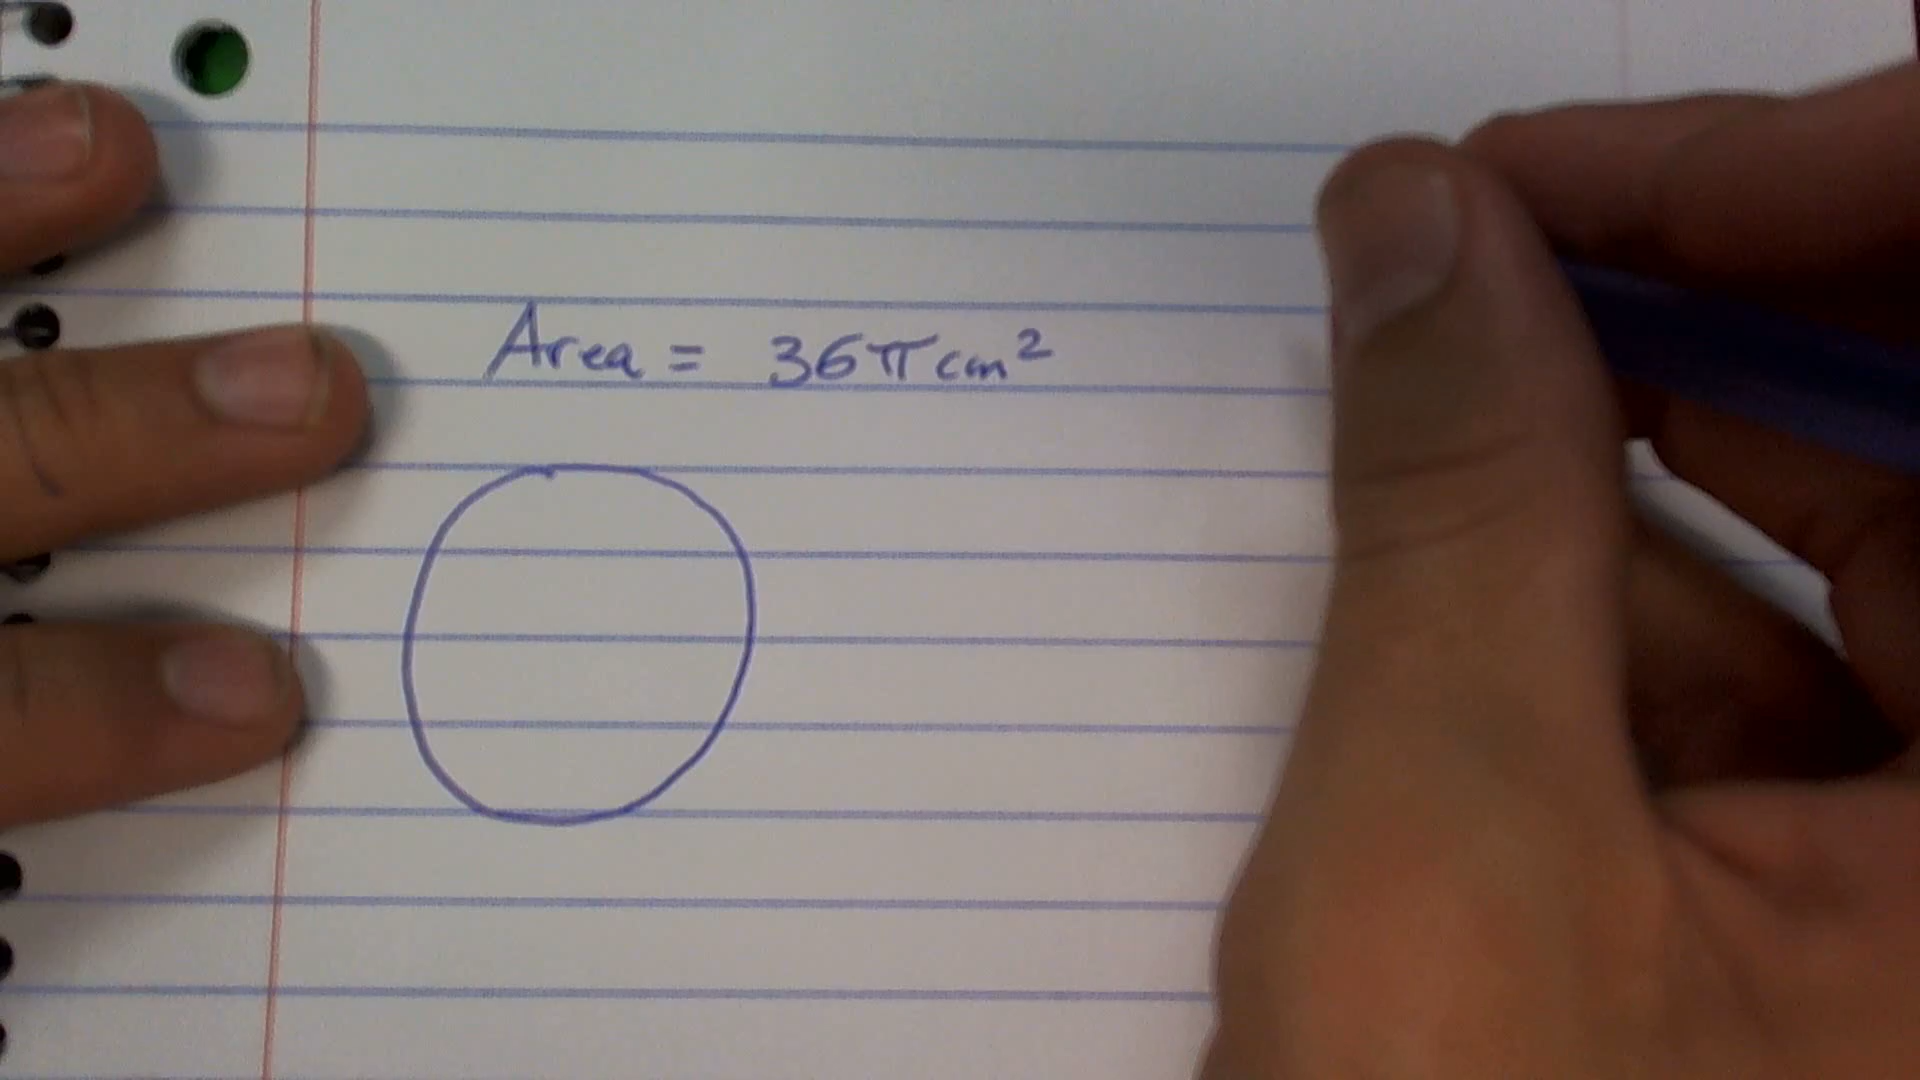 Area = 36π cm²